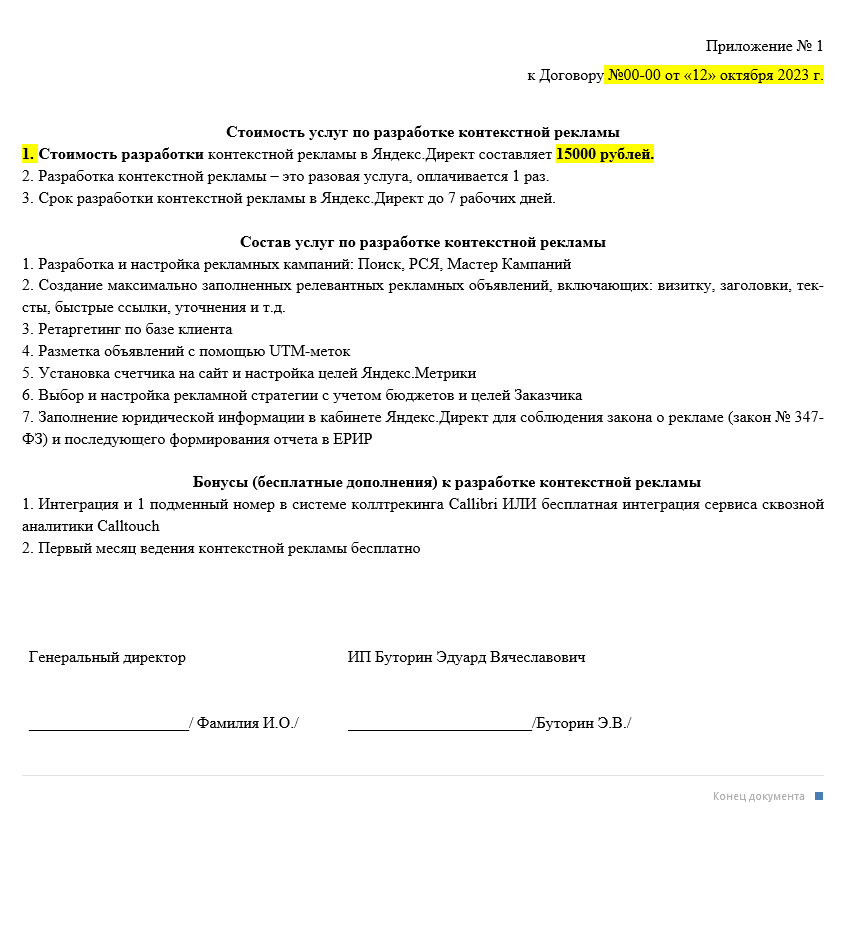 Приложение № 1
к Договору №00-00 от «12» октября 2023 г.
Стоимость услуг по разработке контекстной рекламы
1. Стоимость разработки контекстной рекламы в Яндекс.Директ составляет 15000 рублей.
2. Разработка контекстной рекламы – это разовая услуга, оплачивается 1 раз.
3. Срок разработки контекстной рекламы в Яндекс.Директ до 7 рабочих дней.
Состав услуг по разработке контекстной рекламы
1. Разработка и настройка рекламных кампаний: Поиск, РСЯ, Мастер Кампаний
2. Создание максимально заполненных релевантных рекламных объявлений, включающих: визитку, заголовки, тек-
сты, быстрые ссылки, уточнения и т.д.
3. Ретаргетинг по базе клиента
4. Разметка объявлений с помощью UTM-меток
5. Установка счетчика на сайт и настройка целей Яндекс.Метрики
6. Выбор и настройка рекламной стратегии с учетом бюджетов и целей Заказчика
7. Заполнение юридической информации в кабинете Яндекс.Директ для соблюдения закона о рекламе (закон № 347-
ФЗ) и последующего формирования отчета в ЕРИР
Бонусы (бесплатные дополнения) к разработке контекстной рекламы
1. Интеграция и 1 подменный номер в системе коллтрекинга Callibri ИЛИ бесплатная интеграция сервиса сквозной
аналитики Calltouch
2. Первый месяц ведения контекстной рекламы бесплатно
Генеральный директор ИП Буторин Эдуард Вячеславович
_____________________/ Фамилия И.О./ ________________________/Буторин Э.В./
Конец документа